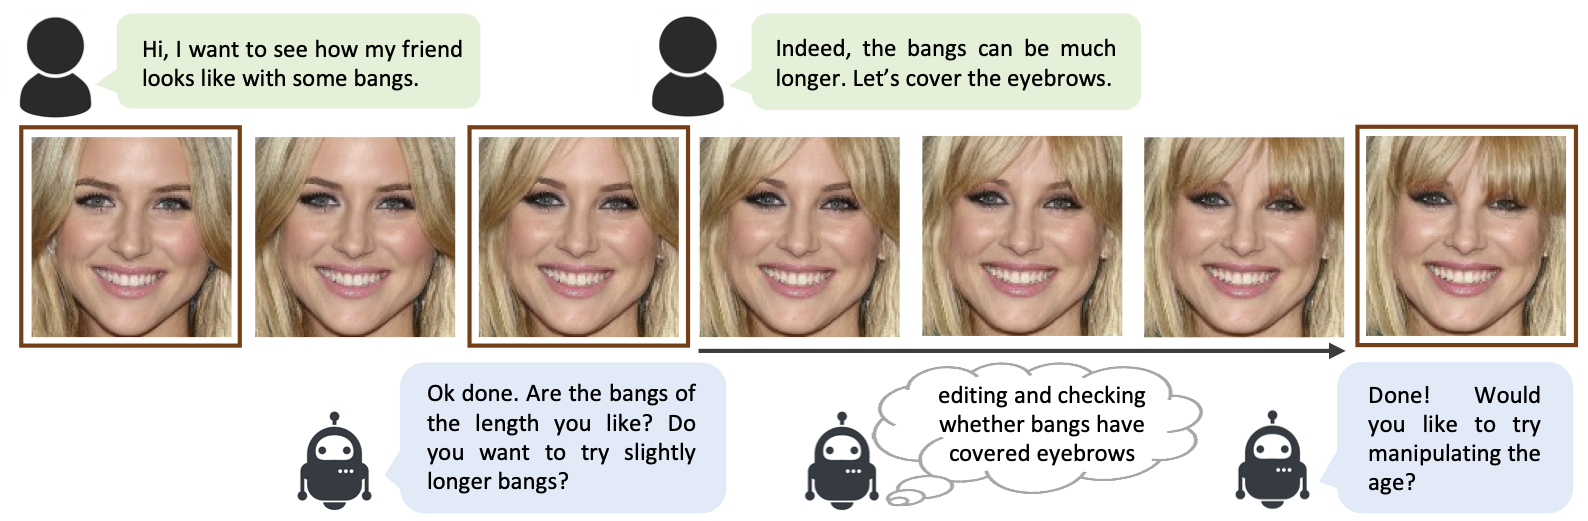 Hi, I want to see how my friend
looks like with some bangs.
Indeed, the bangs can be much
longer. Let’s cover the eyebrows.
Ok done. Are the bangs of
the length you like? Do
you want to try slightly
longer bangs?
editing and checking
whether bangs have
covered eyebrows
Done! Would
you like to try
manipulating the
age?